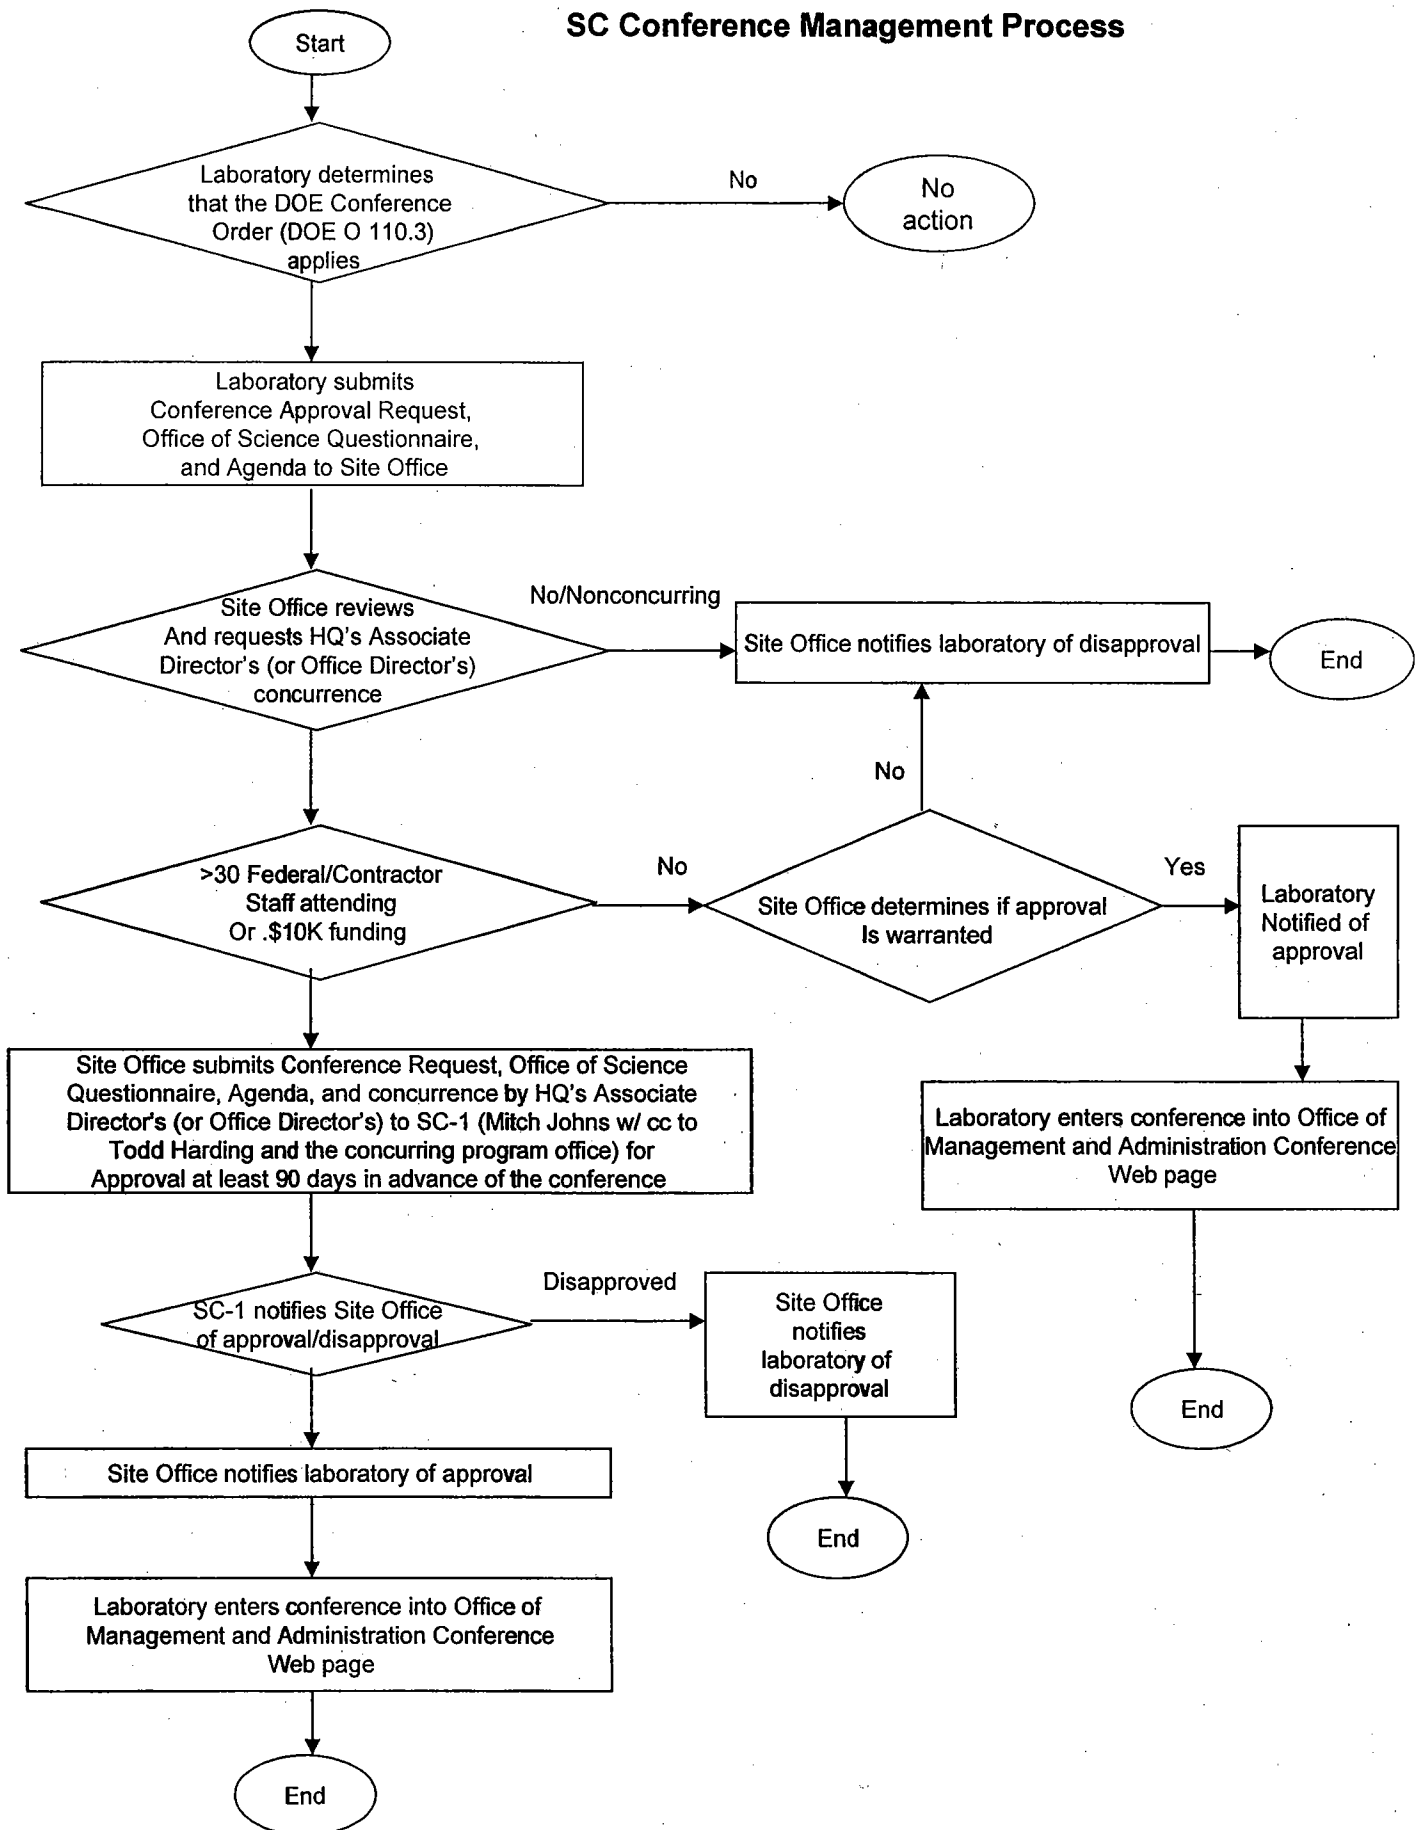 SC Conference Management Process
Start
Laboratory determines
that the DOE Conference
Order (DOE O 110.3)
applies
No
No
action
Laboratory submits
Conference Approval Request,
Office of Science Questionnaire,
and Agenda to Site Office
Site Office reviews
And requests HQ's Associate
Director's (or Office Director's)
concurrence
No/Nonconcurring
Site Office notifies laboratory of disapproval
End
No
>30 Federal/Contractor
Staff attending
Or .$10K funding
No
Site Office determines if approval
Is warranted
Yes
Laboratory
Notified of
approval
Site Office submits Conference Request, Office of Science
Questionnaire, Agenda, and concurrence by HQ's Associate
Director's (or Office Director's) to SC-1 (Mitch Johns w/ cc to
Todd Harding and the concurring program office) for
Approval at least 90 days in advance of the conference
Laboratory enters conference into Office of
Management and Administration Conference
Web page
SC-1 notifies Site Office
of approval/disapproval
Disapproved
Site Office
notifies
laboratory of
disapproval
End
Site Office notifies laboratory of approval
End
Laboratory enters conference into Office of
Management and Administration Conference
Web page
End